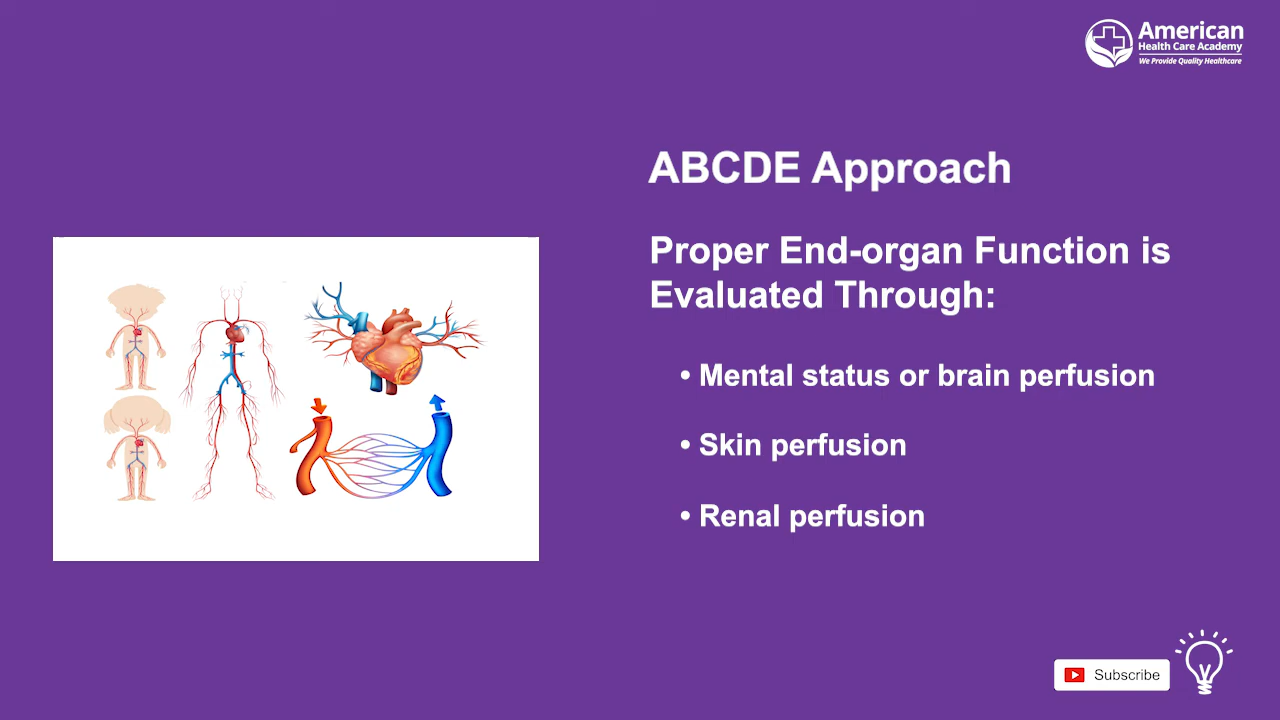 American
Health Care Academy
We Provide Quality Healthcare
ABCDE Approach
Proper End-organ Function is
Evaluated Through:
• Mental status or brain perfusion
• Skin perfusion
• Renal perfusion
Subscribe